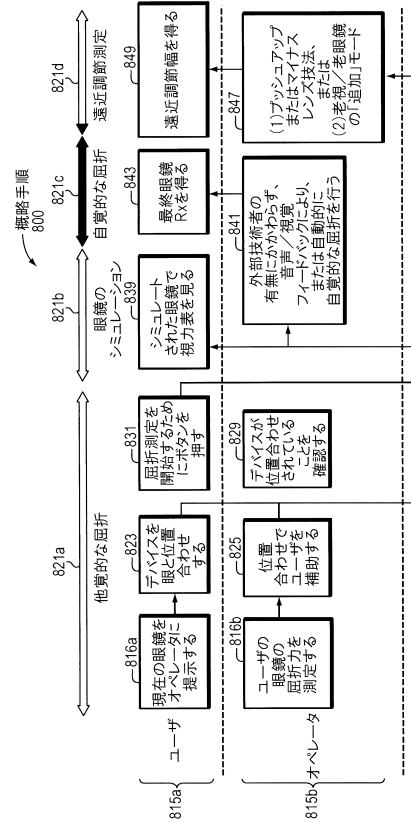 概略手順
800
821a
821b
821c
821d
他覚的な屈折
眼鏡の
シミュレーション
自覚的な屈折
遠近調節測定
815a
ユーザ
816a
現在の眼鏡を
オペレータに
提示する
823
デバイスを
眼と位置
合わせ
する
831
屈折測定を
開始するため
にボタンを
押す
839
シミュレート
された眼鏡で
視力表を見る
843
最終眼鏡
Rxを得る
849
遠近調節幅を得る
815b
オペレータ
816b
ユーザの
眼鏡の
屈折力を
測定する
825
位置
合わせで
ユーザを
補助する
829
デバイスが
位置合わせ
されている
ことを
確認する
841
外部技術者の
有無にかかわらず、
音声／視覚
フィードバックにより、
または自動的に
自覚的な屈折を行う
847
(1)プッシュアップ
またはマイナス
レンズ技法、
または
(2)老視／老眼鏡
の「追加」モード